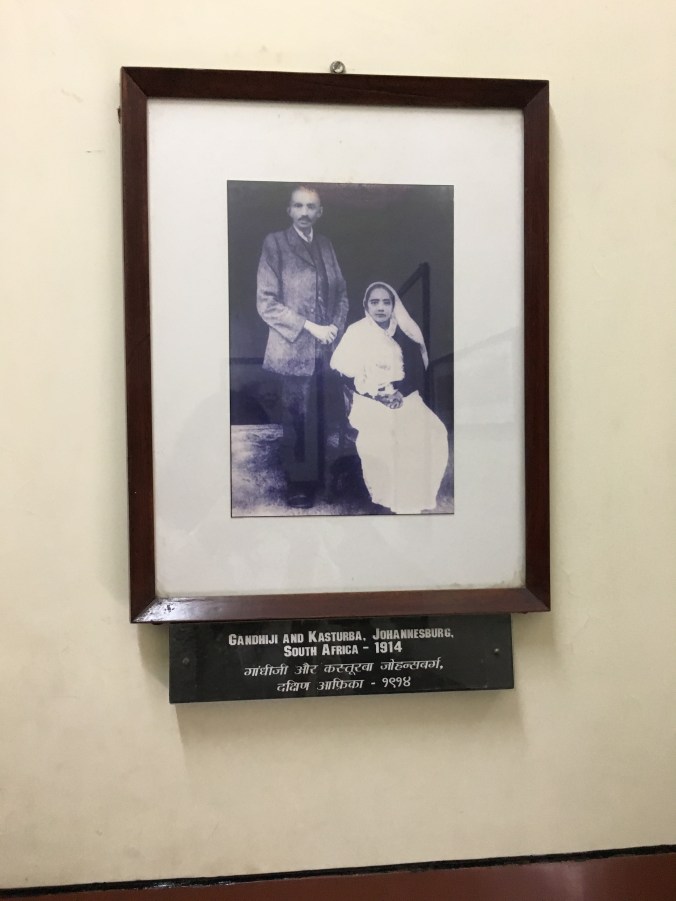 GANDHIJI AND KASTURBA, JOHANNESBURG,
SOUTH AFRICA - 1914
गांधीजी और कस्तूरबा जोहन्सबर्ग,
दक्षिण आफ्रिका - १९१४